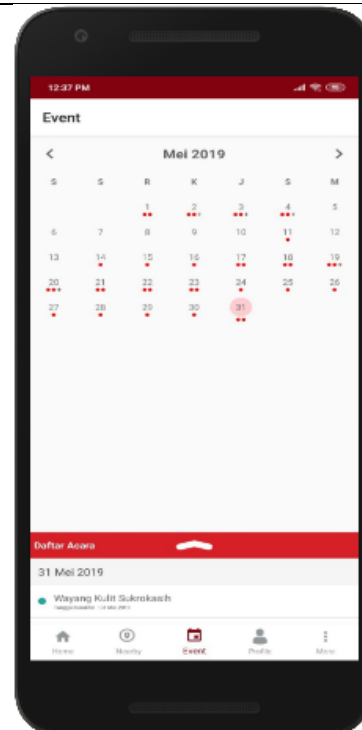 12:37 PM
Event
< Mei 2019 >
S S R K J S M
1 2 3 4 5
6 7 8 9 10 11 12
13 14 15 16 17 18 19
20 21 22 23 24 25 26
27 28 29 30 31
Daftar Acara
31 Mei 2019
Wayang Kulit Sukrokasih
Home Nearby Event Profile More